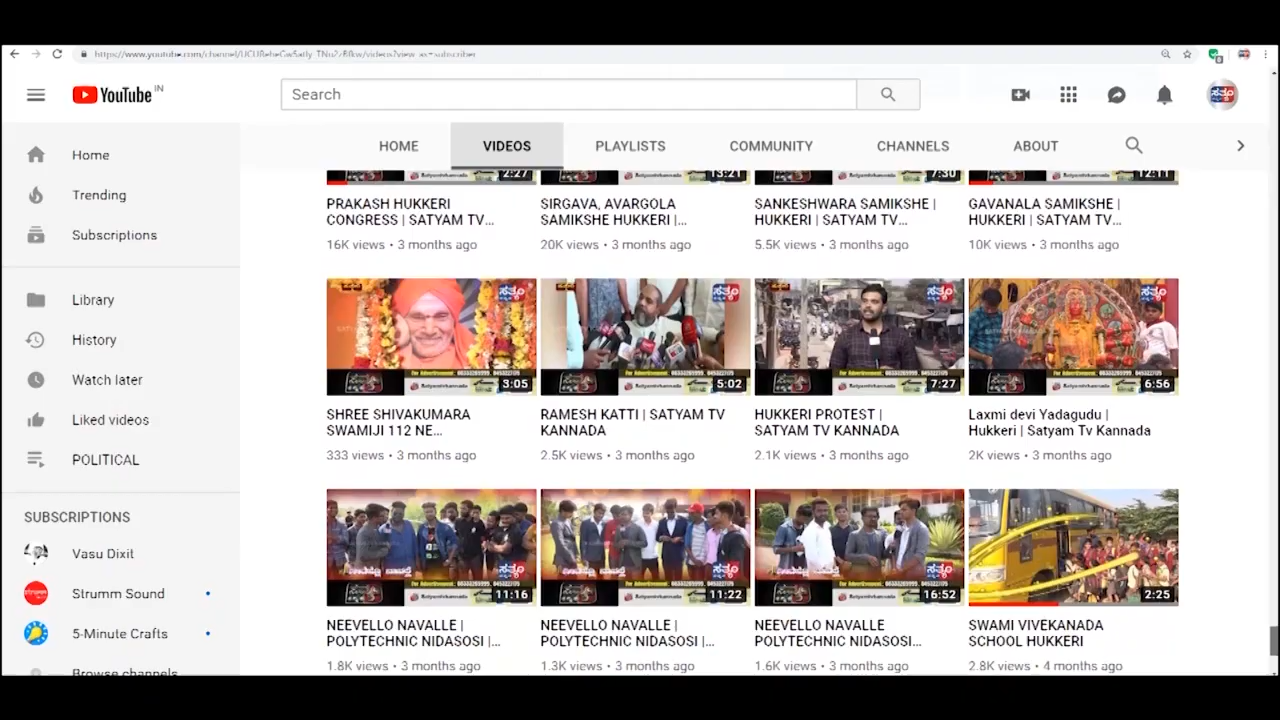 YouTube IN
Search
HOME
VIDEOS
PLAYLISTS
COMMUNITY
CHANNELS
ABOUT
Home
Trending
Subscriptions
Library
History
Watch later
Liked videos
POLITICAL
SUBSCRIPTIONS
Vasu Dixit
Strumm Sound
5-Minute Crafts
Browse channels
2:27
13:21
7:30
12:11
PRAKASH HUKKERI
CONGRESS | SATYAM TV...
16K views • 3 months ago
SIRGAVA, AVARGOLA
SAMIKSHE HUKKERI |...
20K views • 3 months ago
SANKESHWARA SAMIKSHE |
HUKKERI | SATYAM TV...
5.5K views • 3 months ago
GAVANALA SAMIKSHE |
HUKKERI | SATYAM TV...
10K views • 3 months ago
ಸತ್ಯಂ
3:05
5:02
7:27
6:56
SHREE SHIVAKUMARA
SWAMIJI 112 NE...
333 views • 3 months ago
RAMESH KATTI | SATYAM TV
KANNADA
2.5K views • 3 months ago
HUKKERI PROTEST |
SATYAM TV KANNADA
2.1K views • 3 months ago
Laxmi devi Yadagudu |
Hukkeri | Satyam Tv Kannada
2K views • 3 months ago
11:16
11:22
16:52
2:25
NEEVELLO NAVALLE |
POLYTECHNIC NIDASOSI |...
1.8K views • 3 months ago
NEEVELLO NAVALLE |
POLYTECHNIC NIDASOSI |...
1.3K views • 3 months ago
NEEVELLO NAVALLE
POLYTECHNIC NIDASOSI...
1.6K views • 3 months ago
SWAMI VIVEKANADA
SCHOOL HUKKERI
2.8K views • 4 months ago